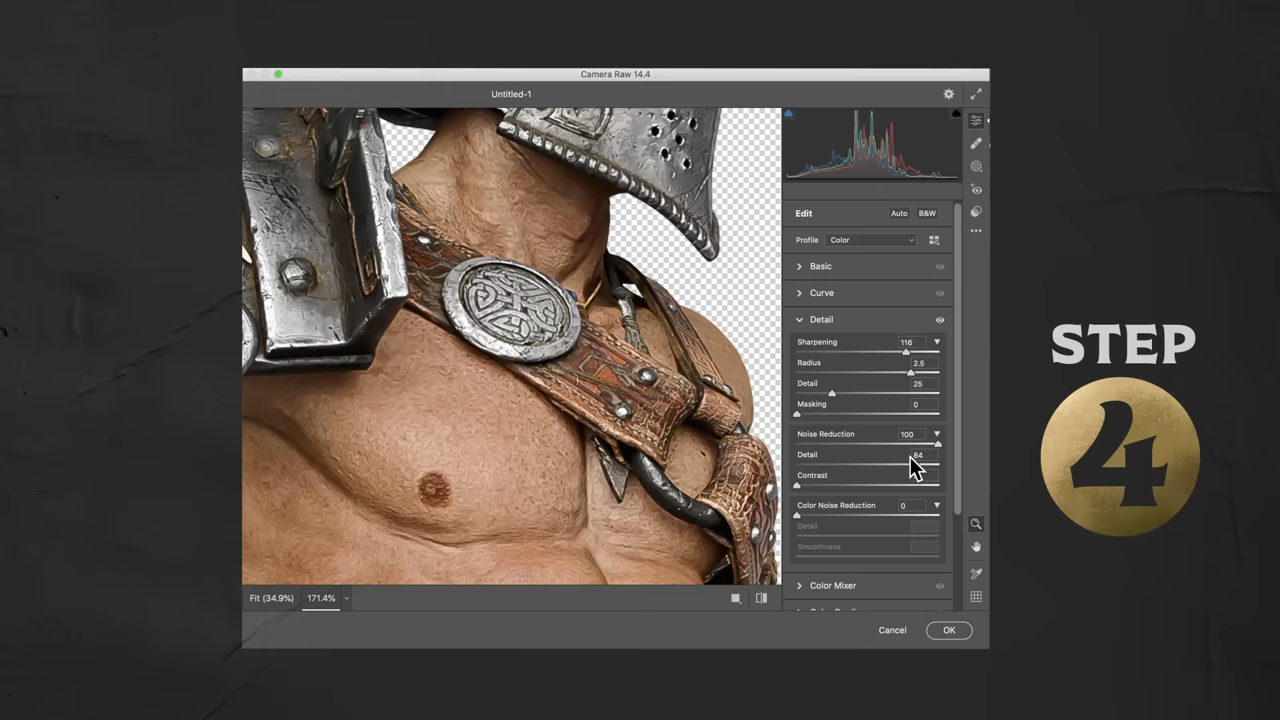 Camera Raw 14.4
Untitled-1
Edit
Auto
B&W
Profile
Color
Basic
Curve
Detail
Sharpening 116
Radius 2.5
Detail 25
Masking 0
Noise Reduction 100
Detail 84
Contrast
Color Noise Reduction 0
Detail
Smoothness
Color Mixer
Fit (34.9%)
171.4%
Cancel
OK
STEP
4